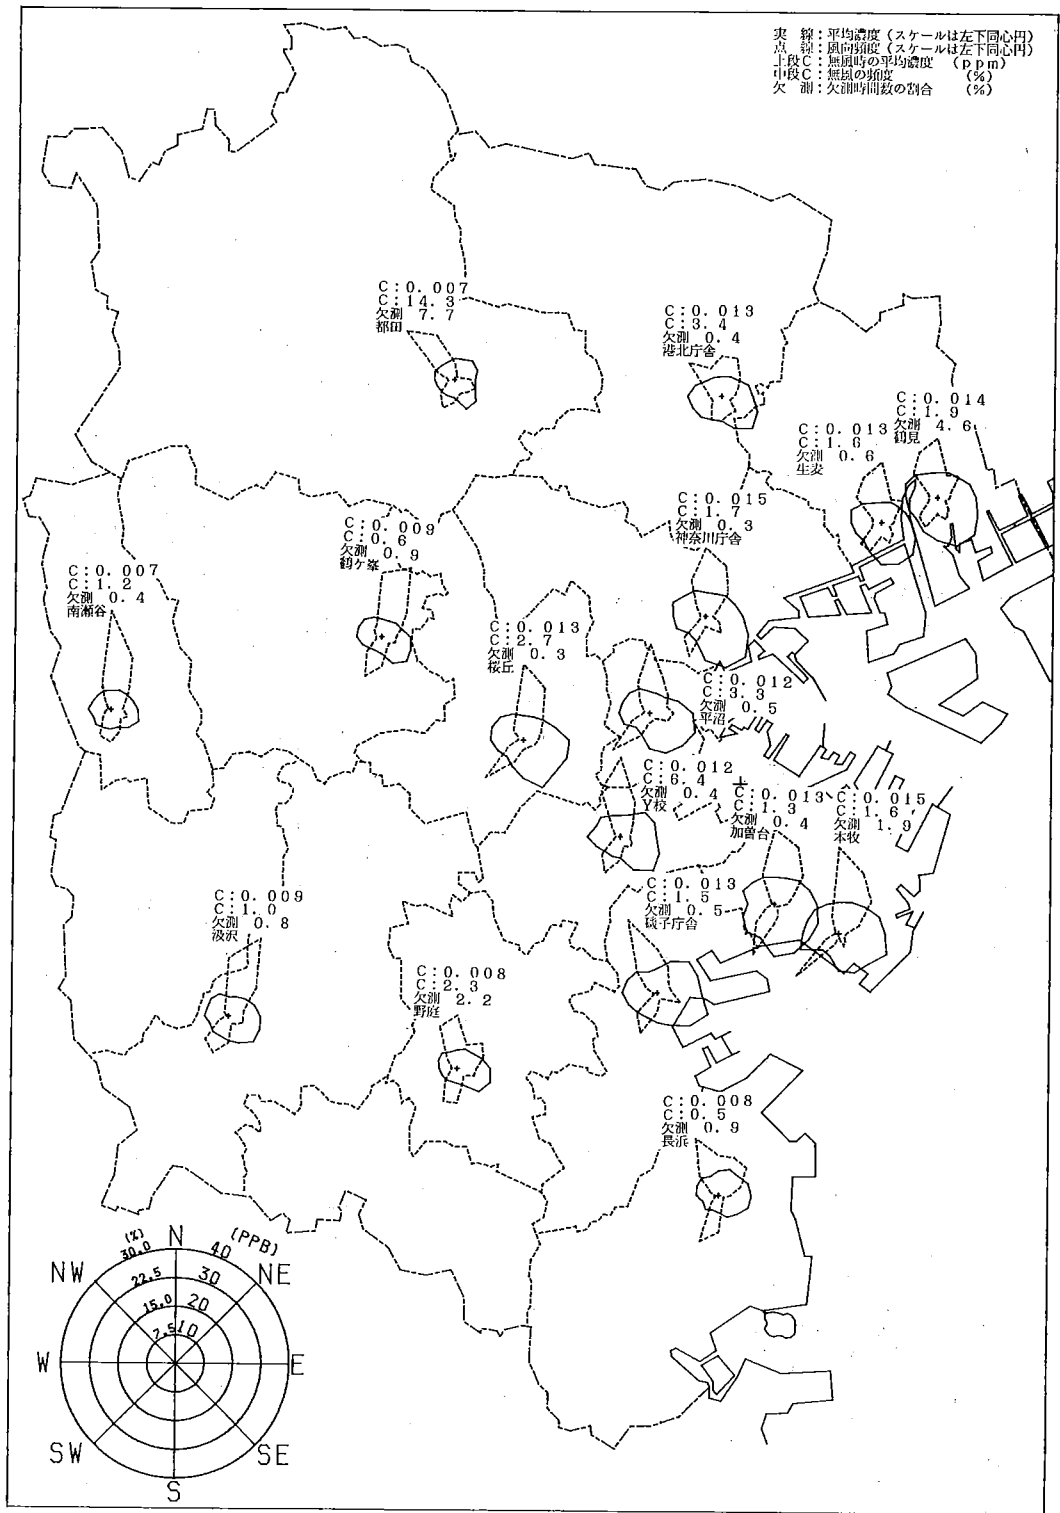 実　線：平均濃度（スケールは左下同心円）
点　線：風向頻度（スケールは左下同心円）
上段C：無風時の平均濃度　（ppm）
中段C：無風の頻度　（%）
欠　測：欠測時間数の割合　（%）
C：0.007
C：14.3
欠測　7.7
都田
C：0.013
C：3.4
欠測　0.4
港北庁舎
C：0.014
C：1.9
欠測　4.6
鶴見
C：0.013
C：1.6
欠測　0.6
生麦
C：0.015
C：1.7
欠測　0.3
神奈川庁舎
C：0.009
C：0.6
欠測　0.9
鶴ケ峯
C：0.007
C：1.2
欠測　0.4
南瀬谷
C：0.013
C：2.7
欠測　0.3
桜丘
C：0.012
C：3.3
欠測　0.5
平沼
C：0.012
C：6.4
欠測　0.4
Y校
C：0.013
C：1.3
欠測　0.4
加曽台
C：0.015
C：1.6
欠測　1.9
本牧
C：0.013
C：1.5
欠測　0.5
磯子庁舎
C：0.009
C：1.0
欠測　0.8
汲沢
C：0.008
C：2.3
欠測　2.2
野庭
C：0.008
C：0.5
欠測　0.9
長浜
(%)
30.0
N
40
(PPB)
NW
22.5
30
NE
15.0
20
7.5
10
W
E
SW
SE
S